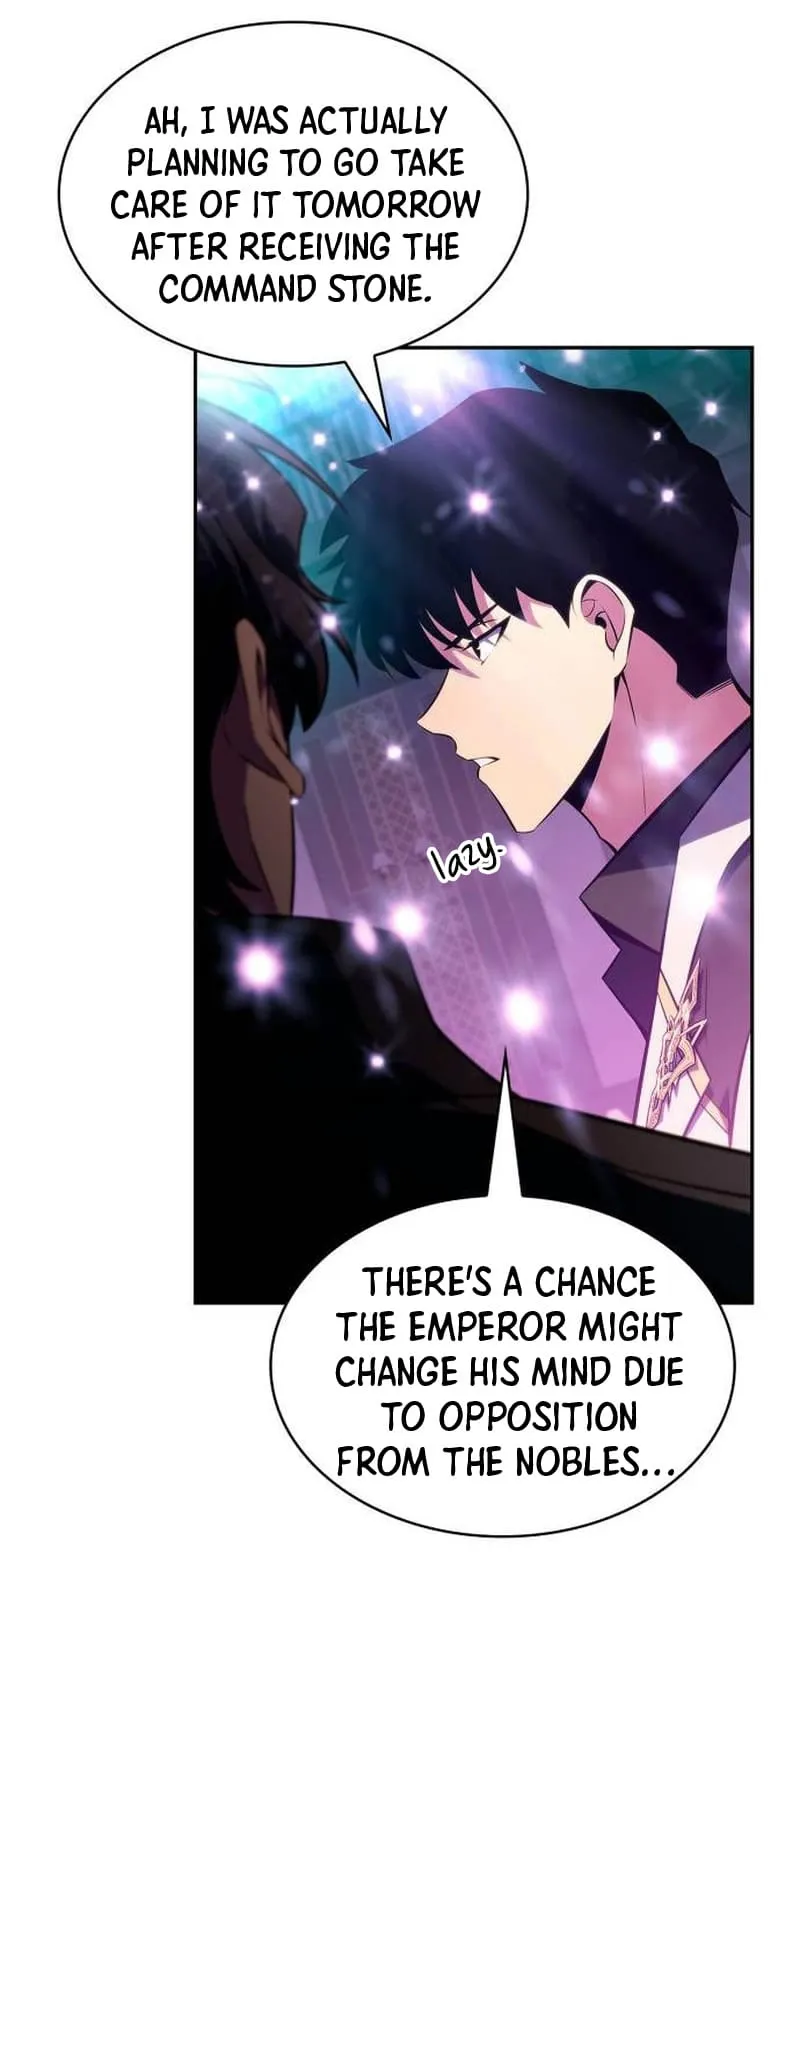 AH, I WAS ACTUALLY
PLANNING TO GO TAKE
CARE OF IT TOMORROW
AFTER RECEIVING THE
COMMAND STONE.
lazy.
THERE'S A CHANCE
THE EMPEROR MIGHT
CHANGE HIS MIND DUE
TO OPPOSITION
FROM THE NOBLES...